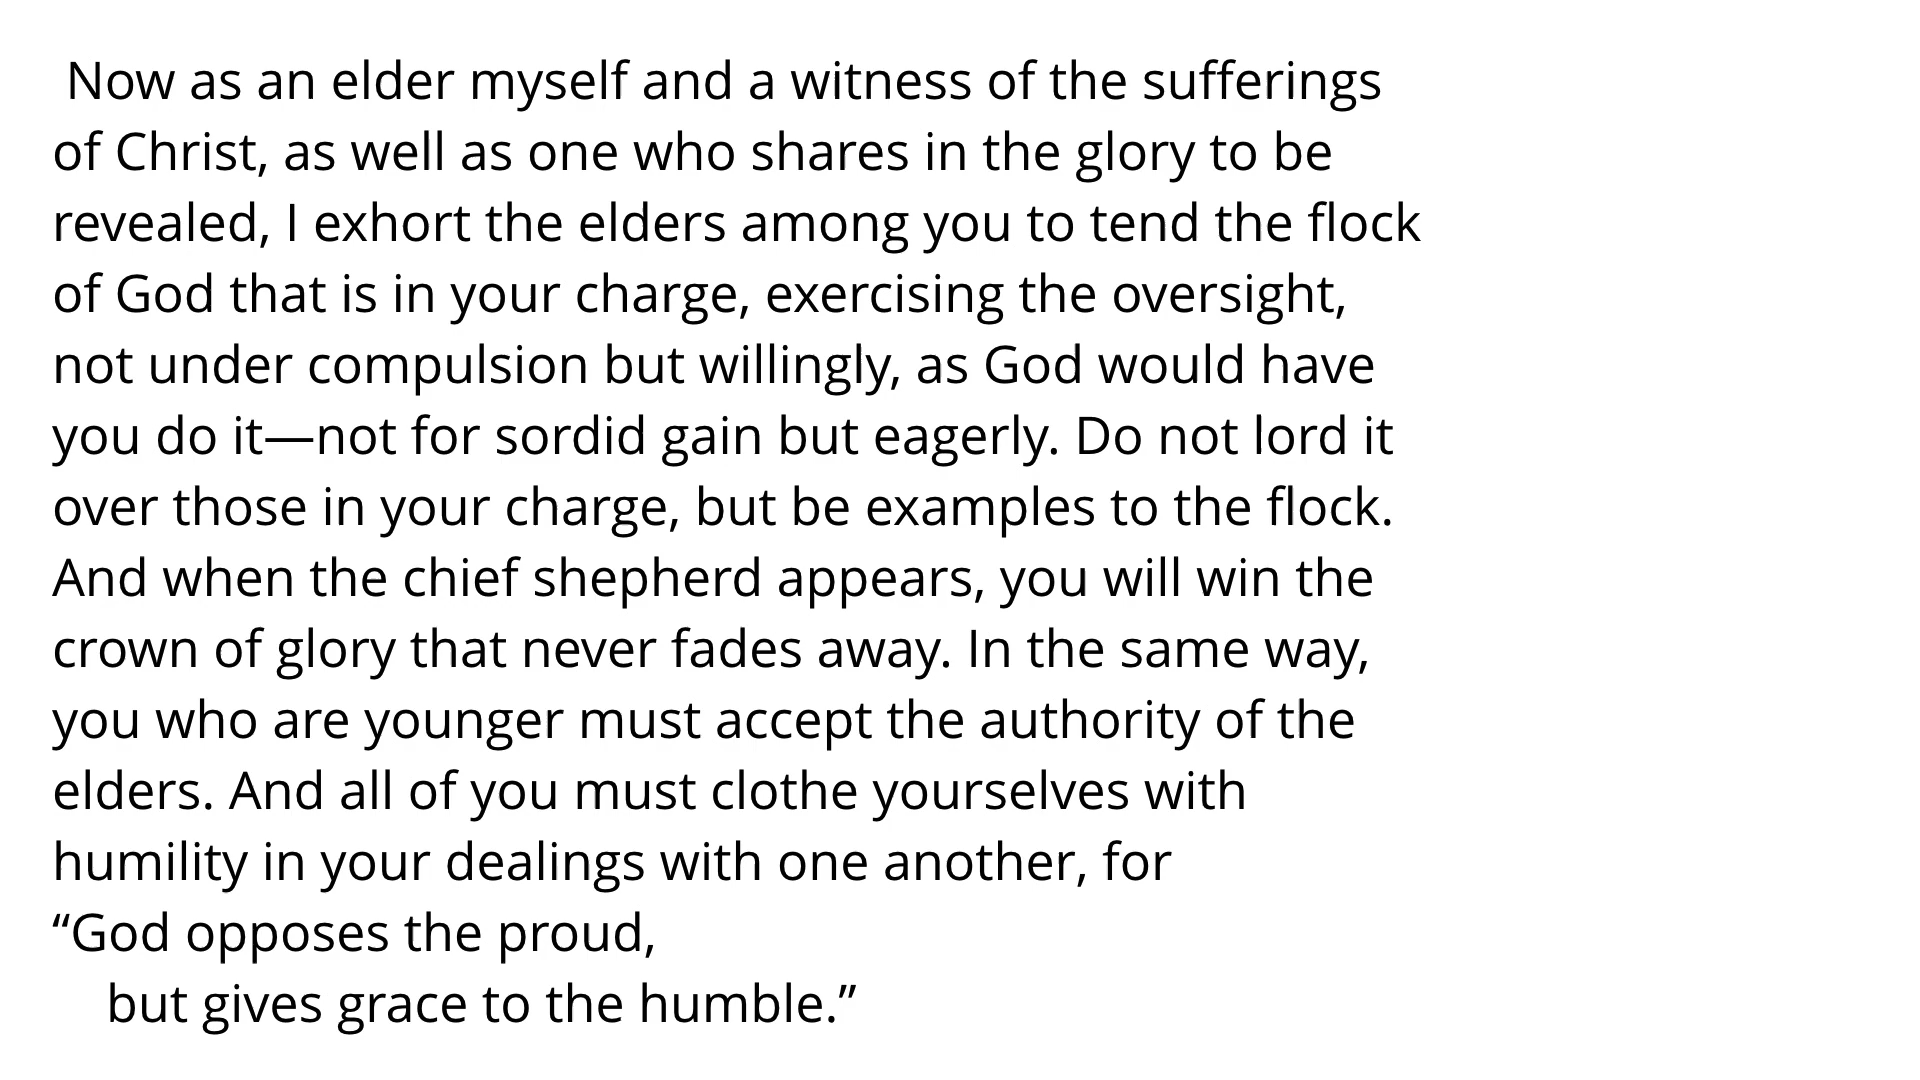 Now as an elder myself and a witness of the sufferings
of Christ, as well as one who shares in the glory to be
revealed, I exhort the elders among you to tend the flock
of God that is in your charge, exercising the oversight,
not under compulsion but willingly, as God would have
you do it—not for sordid gain but eagerly. Do not lord it
over those in your charge, but be examples to the flock.
And when the chief shepherd appears, you will win the
crown of glory that never fades away. In the same way,
you who are younger must accept the authority of the
elders. And all of you must clothe yourselves with
humility in your dealings with one another, for
“God opposes the proud,
but gives grace to the humble.”